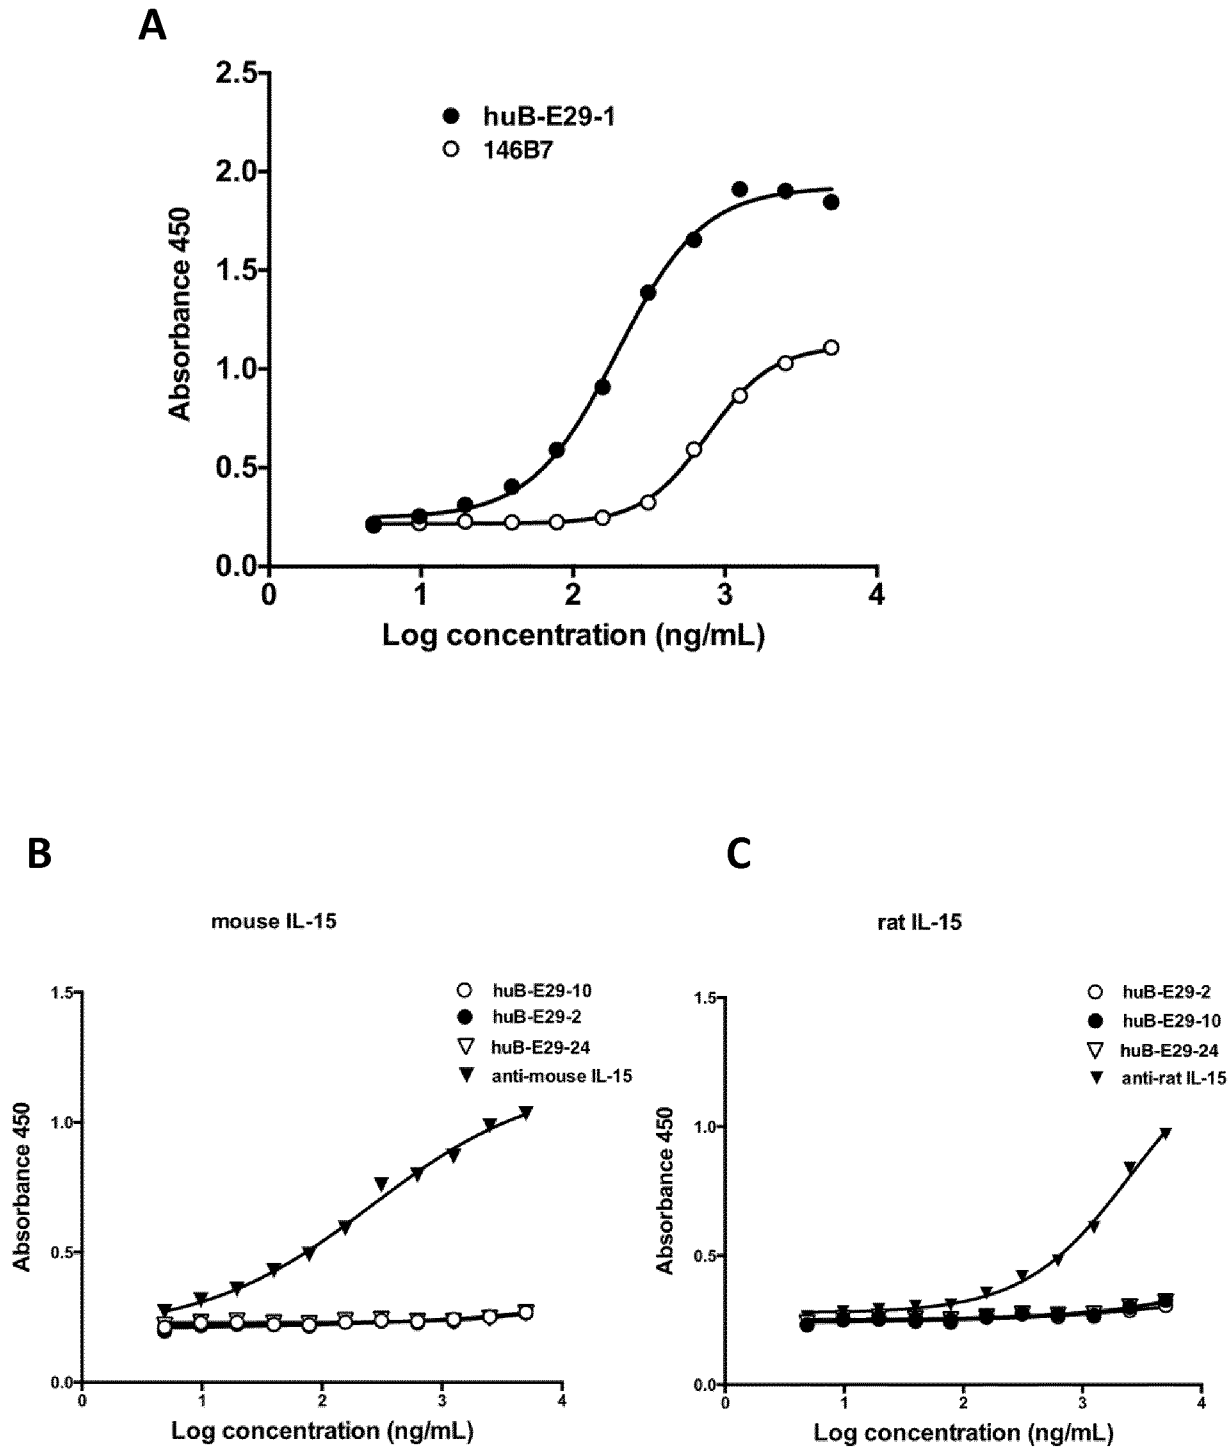 A
2.5
huB-E29-1
146B7
2.0
1.5
1.0
0.5
0.0
Absorbance 450
0 1 2 3 4
Log concentration (ng/mL)
B
mouse IL-15
1.5
huB-E29-10
huB-E29-2
huB-E29-24
anti-mouse IL-15
1.0
0.5
0.0
Absorbance 450
0 1 2 3 4
Log concentration (ng/mL)
C
rat IL-15
1.5
huB-E29-2
huB-E29-10
huB-E29-24
anti-rat IL-15
1.0
0.5
0.0
Absorbance 450
0 1 2 3 4
Log concentration (ng/mL)